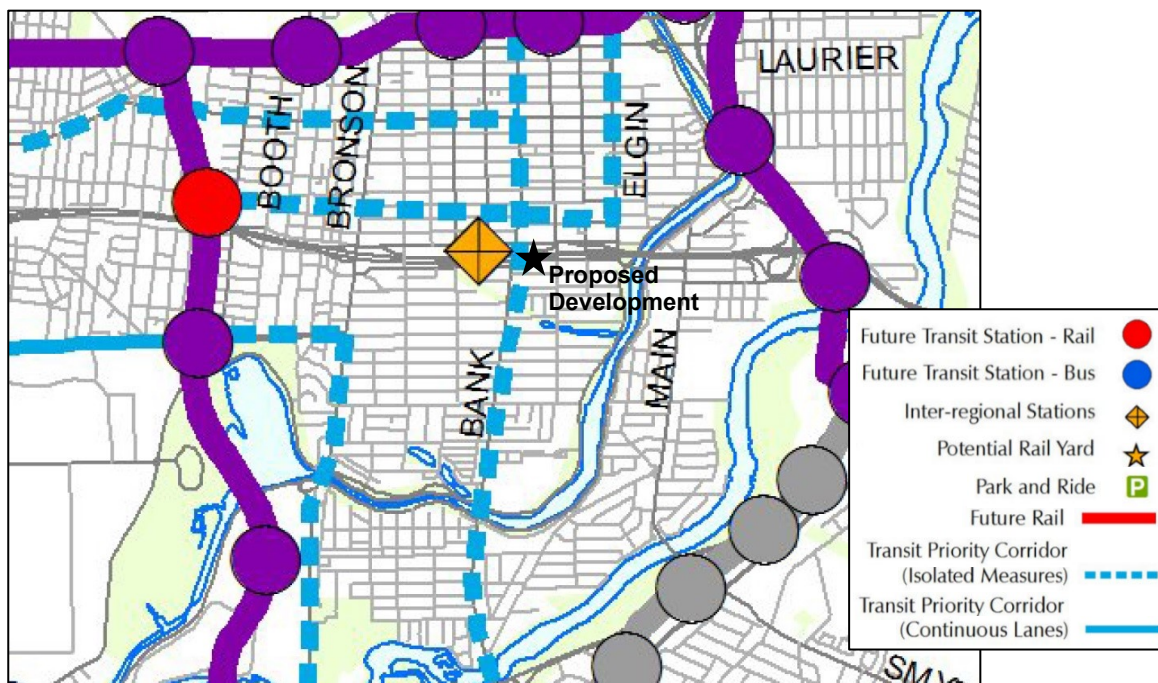 LAURIER
BOOTH
BRONSON
ELGIN
Proposed
Development
BANK
MAIN
Future Transit Station - Rail
Future Transit Station - Bus
Inter-regional Stations
Potential Rail Yard
Park and Ride P
Future Rail
Transit Priority Corridor
(Isolated Measures)
Transit Priority Corridor
(Continuous Lanes)